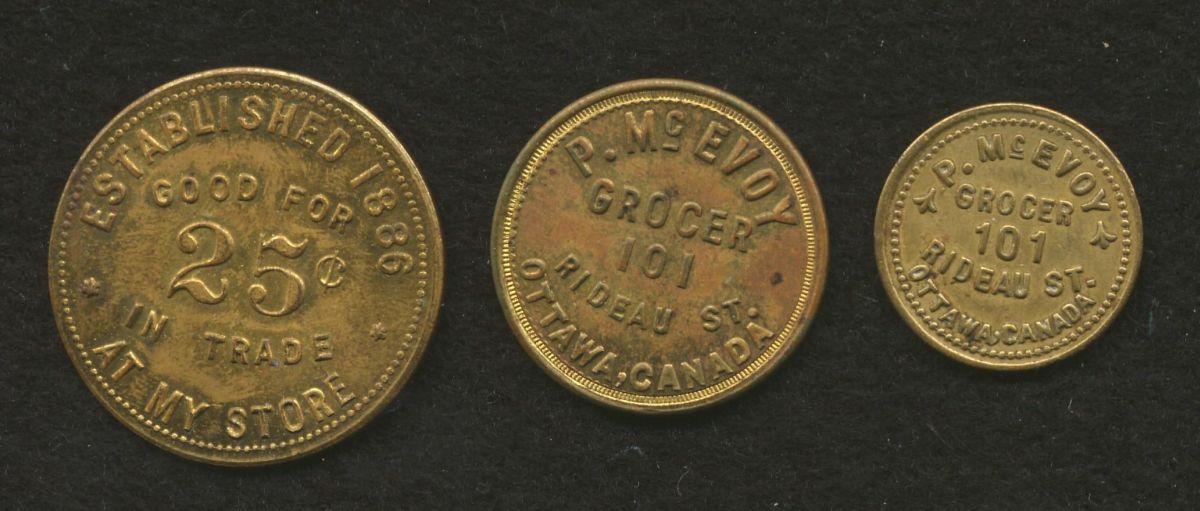 ESTABLISHED 1886
GOOD FOR
25¢
IN TRADE
AT MY STORE
P. McEVOY
GROCER
101
RIDEAU ST.
OTTAWA, CANADA.
P. McEVOY
GROCER
101
RIDEAU ST.
OTTAWA, CANADA